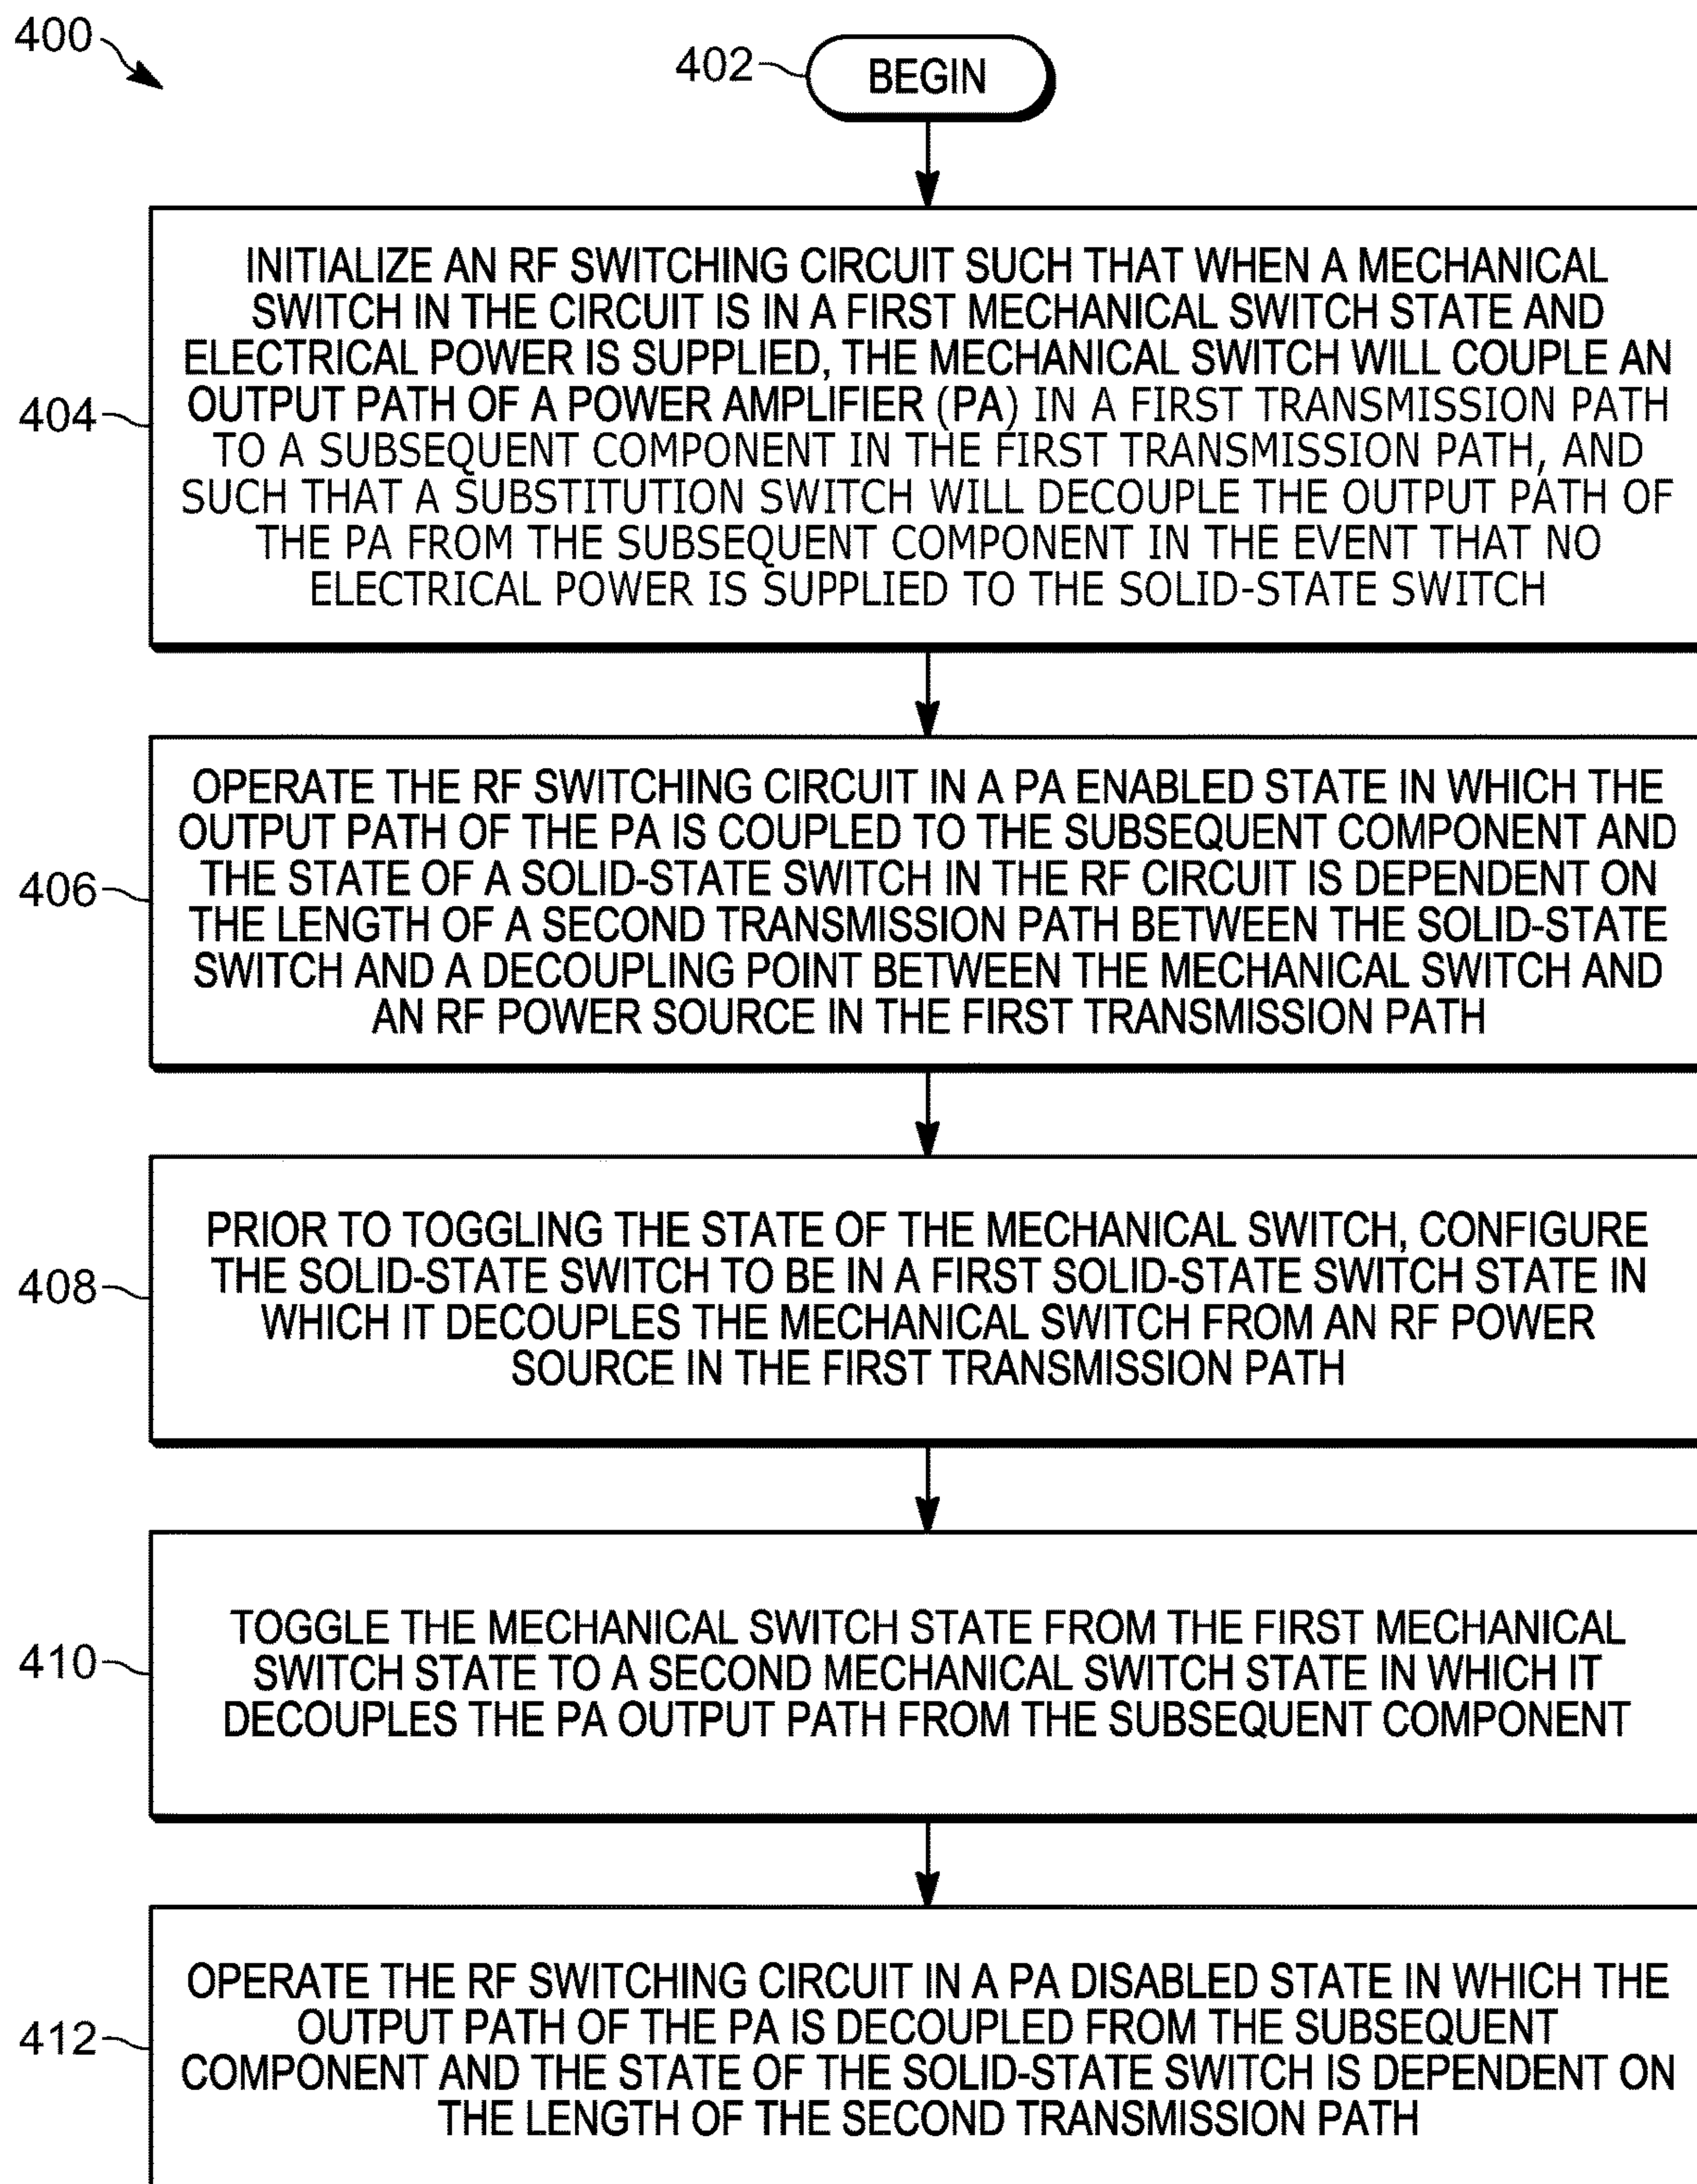 400
402
BEGIN
INITIALIZE AN RF SWITCHING CIRCUIT SUCH THAT WHEN A MECHANICAL
SWITCH IN THE CIRCUIT IS IN A FIRST MECHANICAL SWITCH STATE AND
ELECTRICAL POWER IS SUPPLIED, THE MECHANICAL SWITCH WILL COUPLE AN
OUTPUT PATH OF A POWER AMPLIFIER (PA) IN A FIRST TRANSMISSION PATH
TO A SUBSEQUENT COMPONENT IN THE FIRST TRANSMISSION PATH, AND
SUCH THAT A SUBSTITUTION SWITCH WILL DECOUPLE THE OUTPUT PATH OF
THE PA FROM THE SUBSEQUENT COMPONENT IN THE EVENT THAT NO
ELECTRICAL POWER IS SUPPLIED TO THE SOLID-STATE SWITCH
404
OPERATE THE RF SWITCHING CIRCUIT IN A PA ENABLED STATE IN WHICH THE
OUTPUT PATH OF THE PA IS COUPLED TO THE SUBSEQUENT COMPONENT AND
THE STATE OF A SOLID-STATE SWITCH IN THE RF CIRCUIT IS DEPENDENT ON
THE LENGTH OF A SECOND TRANSMISSION PATH BETWEEN THE SOLID-STATE
SWITCH AND A DECOUPLING POINT BETWEEN THE MECHANICAL SWITCH AND
AN RF POWER SOURCE IN THE FIRST TRANSMISSION PATH
406
PRIOR TO TOGGLING THE STATE OF THE MECHANICAL SWITCH, CONFIGURE
THE SOLID-STATE SWITCH TO BE IN A FIRST SOLID-STATE SWITCH STATE IN
WHICH IT DECOUPLES THE MECHANICAL SWITCH FROM AN RF POWER
SOURCE IN THE FIRST TRANSMISSION PATH
408
TOGGLE THE MECHANICAL SWITCH STATE FROM THE FIRST MECHANICAL
SWITCH STATE TO A SECOND MECHANICAL SWITCH STATE IN WHICH IT
DECOUPLES THE PA OUTPUT PATH FROM THE SUBSEQUENT COMPONENT
410
OPERATE THE RF SWITCHING CIRCUIT IN A PA DISABLED STATE IN WHICH THE
OUTPUT PATH OF THE PA IS DECOUPLED FROM THE SUBSEQUENT
COMPONENT AND THE STATE OF THE SOLID-STATE SWITCH IS DEPENDENT ON
THE LENGTH OF THE SECOND TRANSMISSION PATH
412